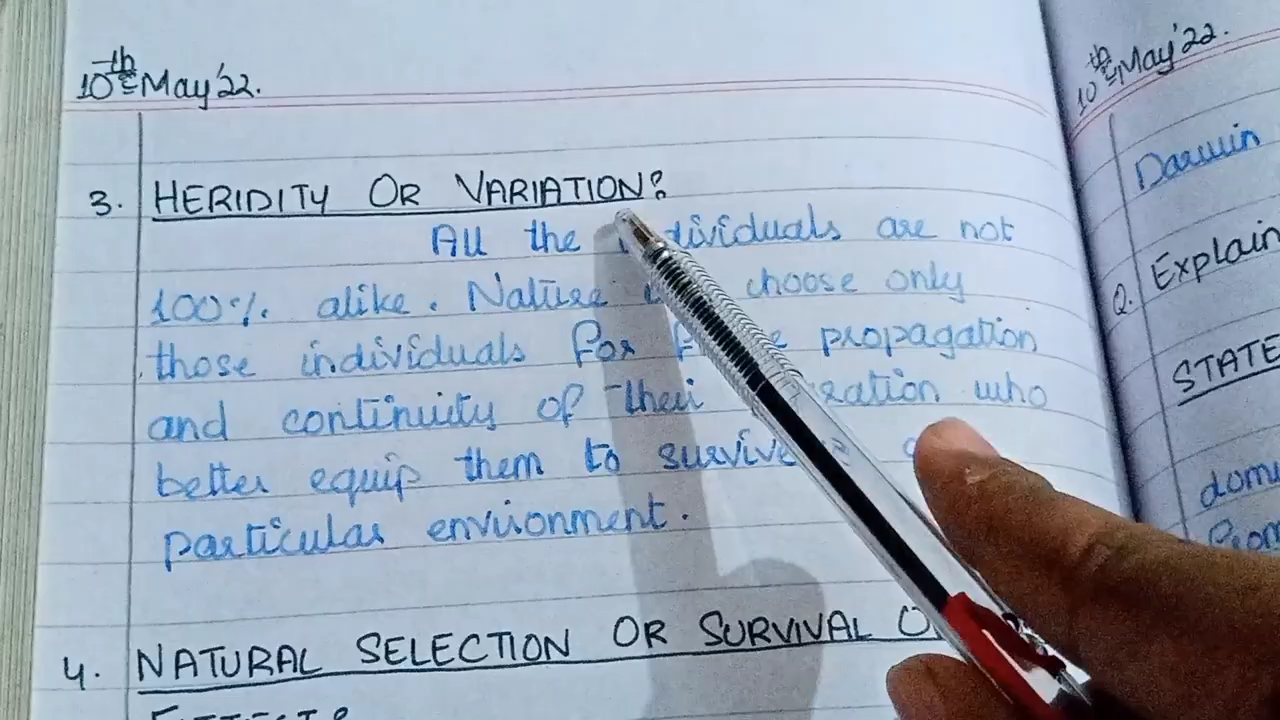 10th May'22.
3. HERIDITY OR VARIATION?
All the individuals are not
100% alike. Nature choose only
those individuals for propagation
and continuity of their who
better equip them to survive
particular environment.
4. NATURAL SELECTION OR SURVIVAL
10th May'22.
Darwin
Q. Explain
STATE